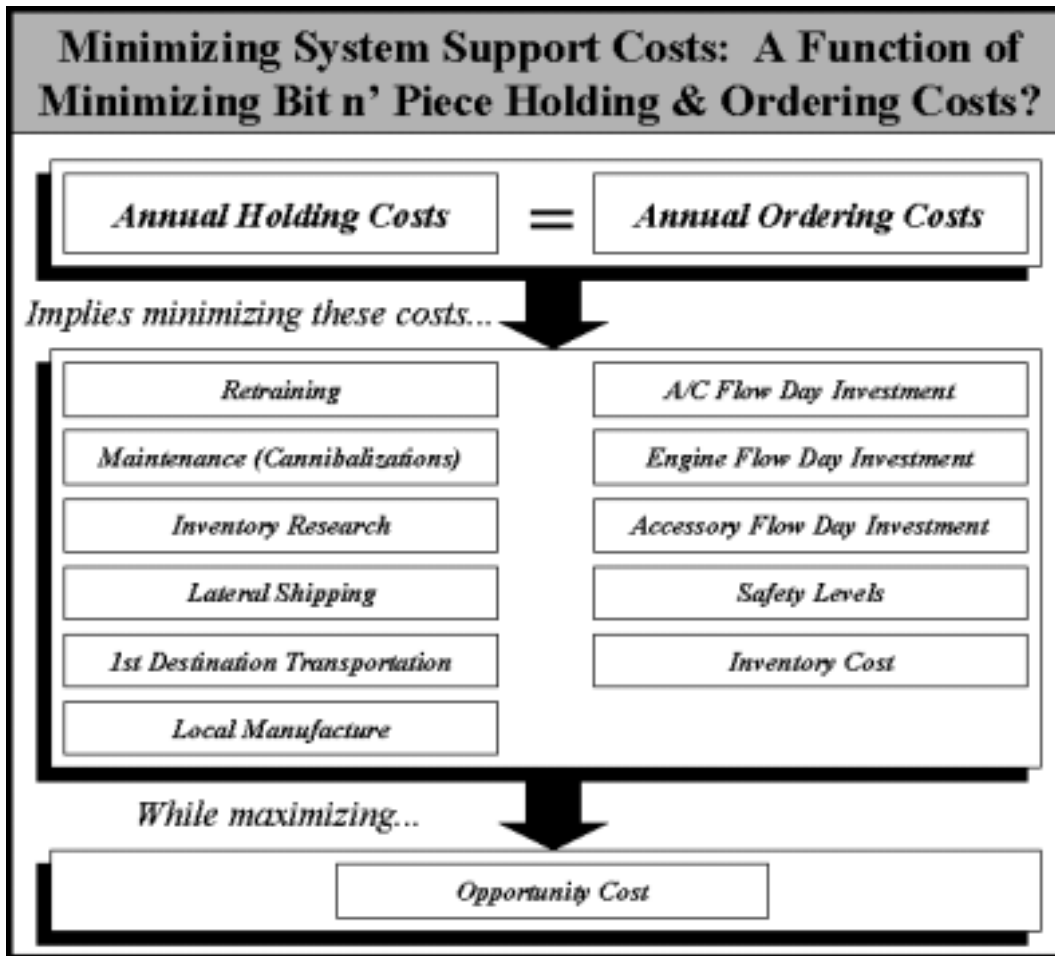 Minimizing System Support Costs: A Function of
Minimizing Bit n' Piece Holding & Ordering Costs?
Annual Holding Costs = Annual Ordering Costs
Implies minimizing these costs...
Retraining
A/C Flow Day Investment
Maintenance (Cannibalizations)
Engine Flow Day Investment
Inventory Research
Accessory Flow Day Investment
Lateral Shipping
Safety Levels
1st Destination Transportation
Inventory Cost
Local Manufacture
While maximizing...
Opportunity Cost